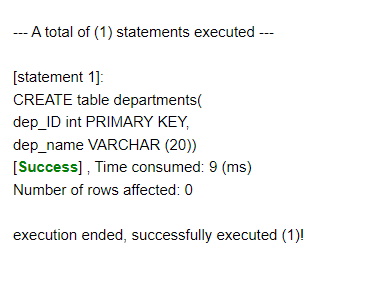 --- A total of (1) statements executed ---
[statement 1]:
CREATE table departments(
dep_ID int PRIMARY KEY,
dep_name VARCHAR (20))
[Success] , Time consumed: 9 (ms)
Number of rows affected: 0
execution ended, successfully executed (1)!